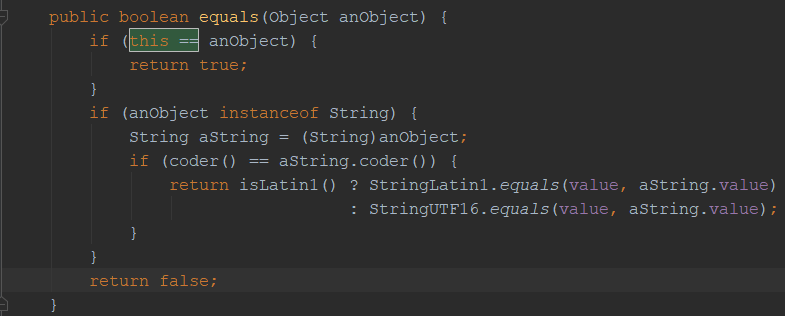 public boolean equals(Object anObject) {
    if (this == anObject) {
        return true;
    }
    if (anObject instanceof String) {
        String aString = (String)anObject;
        if (coder() == aString.coder()) {
            return isLatin1() ? StringLatin1.equals(value, aString.value)
                              : StringUTF16.equals(value, aString.value);
        }
    }
    return false;
}